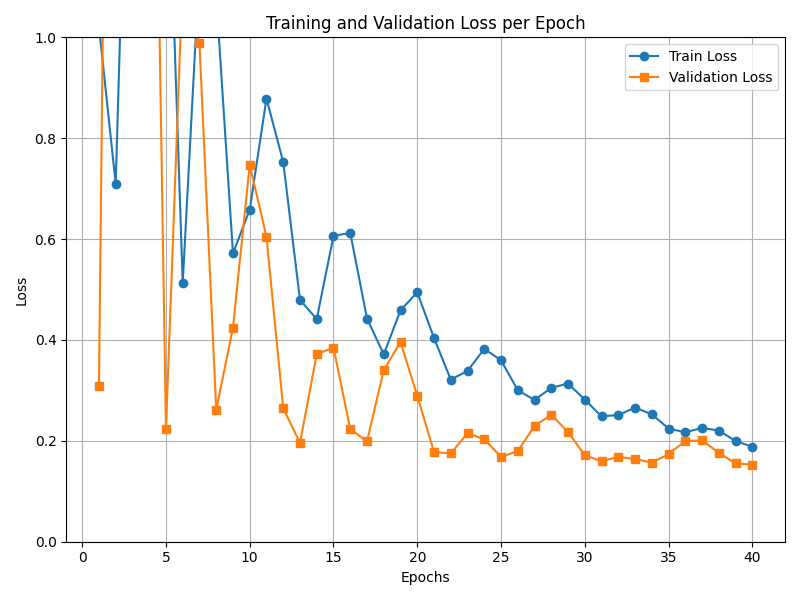 Training and Validation Loss per Epoch
Train Loss
Validation Loss
Loss
1.0
0.8
0.6
0.4
0.2
0.0
0 5 10 15 20 25 30 35 40
Epochs